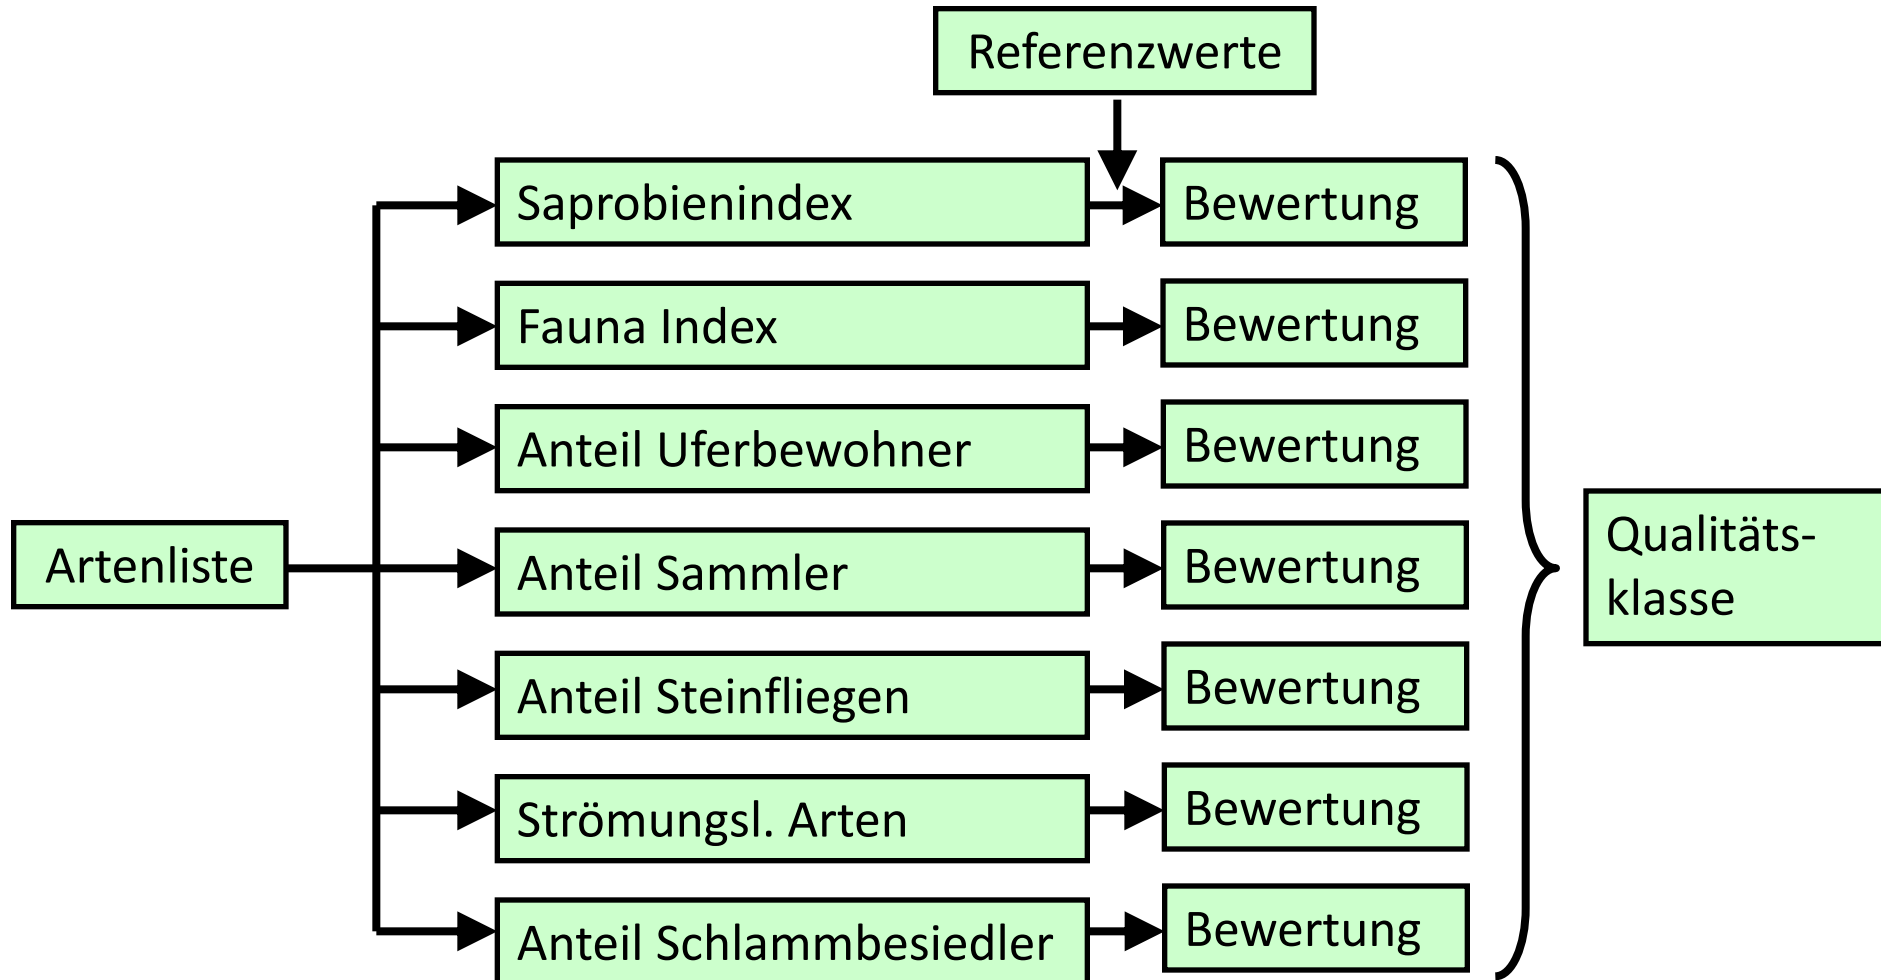 Referenzwerte
Saprobienindex
Bewertung
Fauna Index
Bewertung
Anteil Uferbewohner
Bewertung
Artenliste
Anteil Sammler
Bewertung
Qualitäts-
klasse
Anteil Steinfliegen
Bewertung
Strömungsl. Arten
Bewertung
Anteil Schlammbesiedler
Bewertung